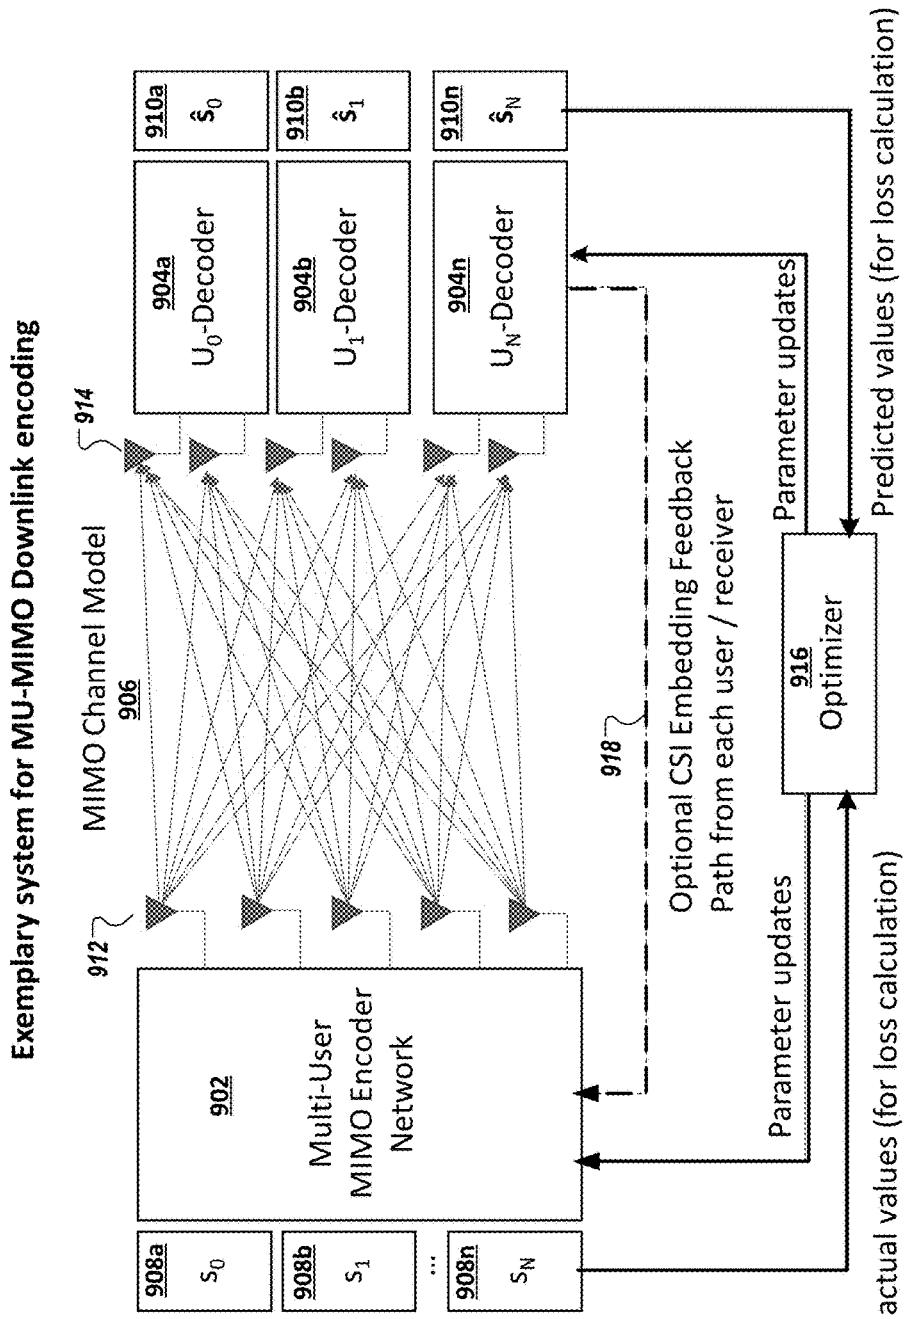 Exemplary system for MU-MIMO Downlink encoding
908a
s0
908b
s1
...
908n
sN
902
Multi-User
MIMO Encoder
Network
912
MIMO Channel Model
906
914
904a
U0-Decoder
904b
U1-Decoder
904n
UN-Decoder
910a
ŝ0
910b
ŝ1
910n
ŝN
918
Optional CSI Embedding Feedback
Path from each user / receiver
Parameter updates
916
Optimizer
Parameter updates
actual values (for loss calculation)
Predicted values (for loss calculation)